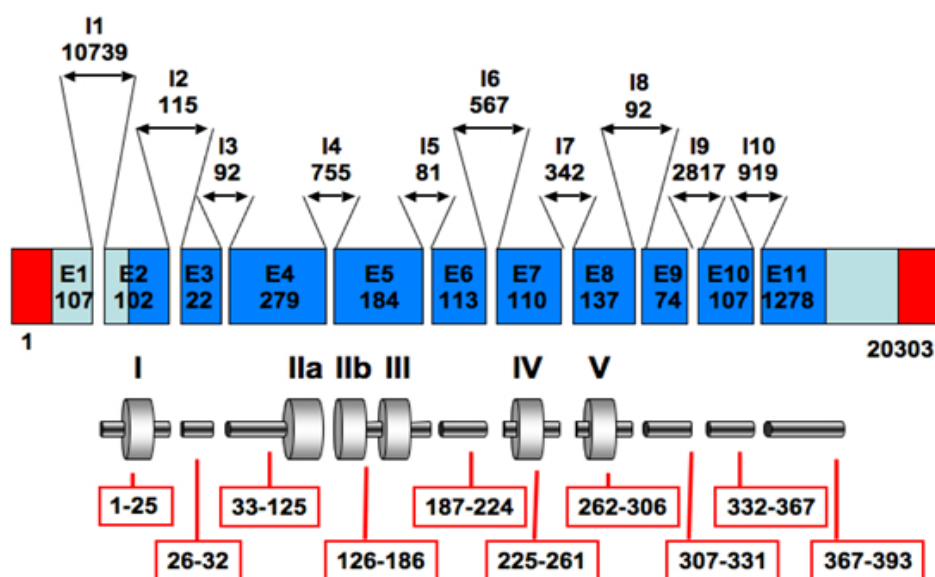 I1
10739
I2
115
I3
92
I4
755
I5
81
I6
567
I7
342
I8
92
I9
2817
I10
919
E1
107
E2
102
E3
22
E4
279
E5
184
E6
113
E7
110
E8
137
E9
74
E10
107
E11
1278
1
20303
I
IIa
IIb
III
IV
V
1-25
33-125
187-224
262-306
332-367
26-32
126-186
225-261
307-331
367-393